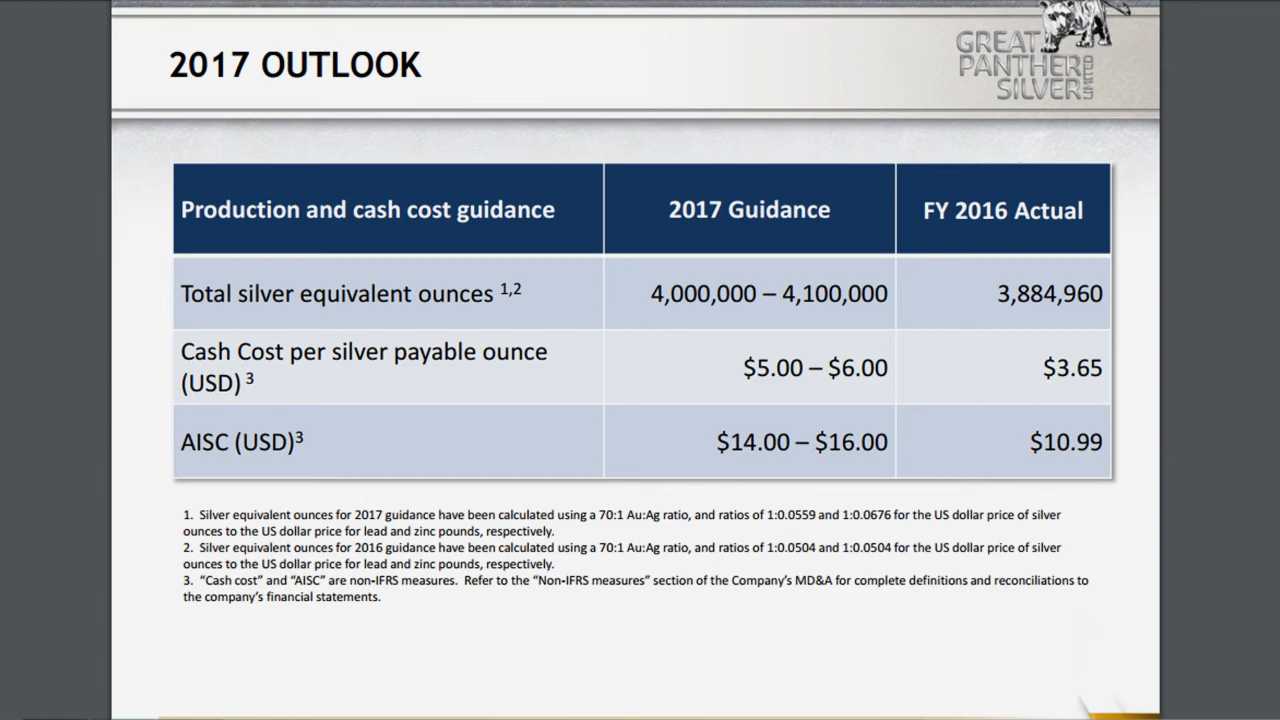 2017 OUTLOOK
GREAT
PANTHER
SILVER
LIMITED
Production and cash cost guidance 2017 Guidance FY 2016 Actual
Total silver equivalent ounces 1,2 4,000,000 – 4,100,000 3,884,960
Cash Cost per silver payable ounce
(USD) 3 $5.00 – $6.00 $3.65
AISC (USD)3 $14.00 – $16.00 $10.99
1. Silver equivalent ounces for 2017 guidance have been calculated using a 70:1 Au:Ag ratio, and ratios of 1:0.0559 and 1:0.0676 for the US dollar price of silver
ounces to the US dollar price for lead and zinc pounds, respectively.
2. Silver equivalent ounces for 2016 guidance have been calculated using a 70:1 Au:Ag ratio, and ratios of 1:0.0504 and 1:0.0504 for the US dollar price of silver
ounces to the US dollar price for lead and zinc pounds, respectively.
3. “Cash cost” and “AISC” are non-IFRS measures. Refer to the “Non-IFRS measures” section of the Company’s MD&A for complete definitions and reconciliations to
the company’s financial statements.